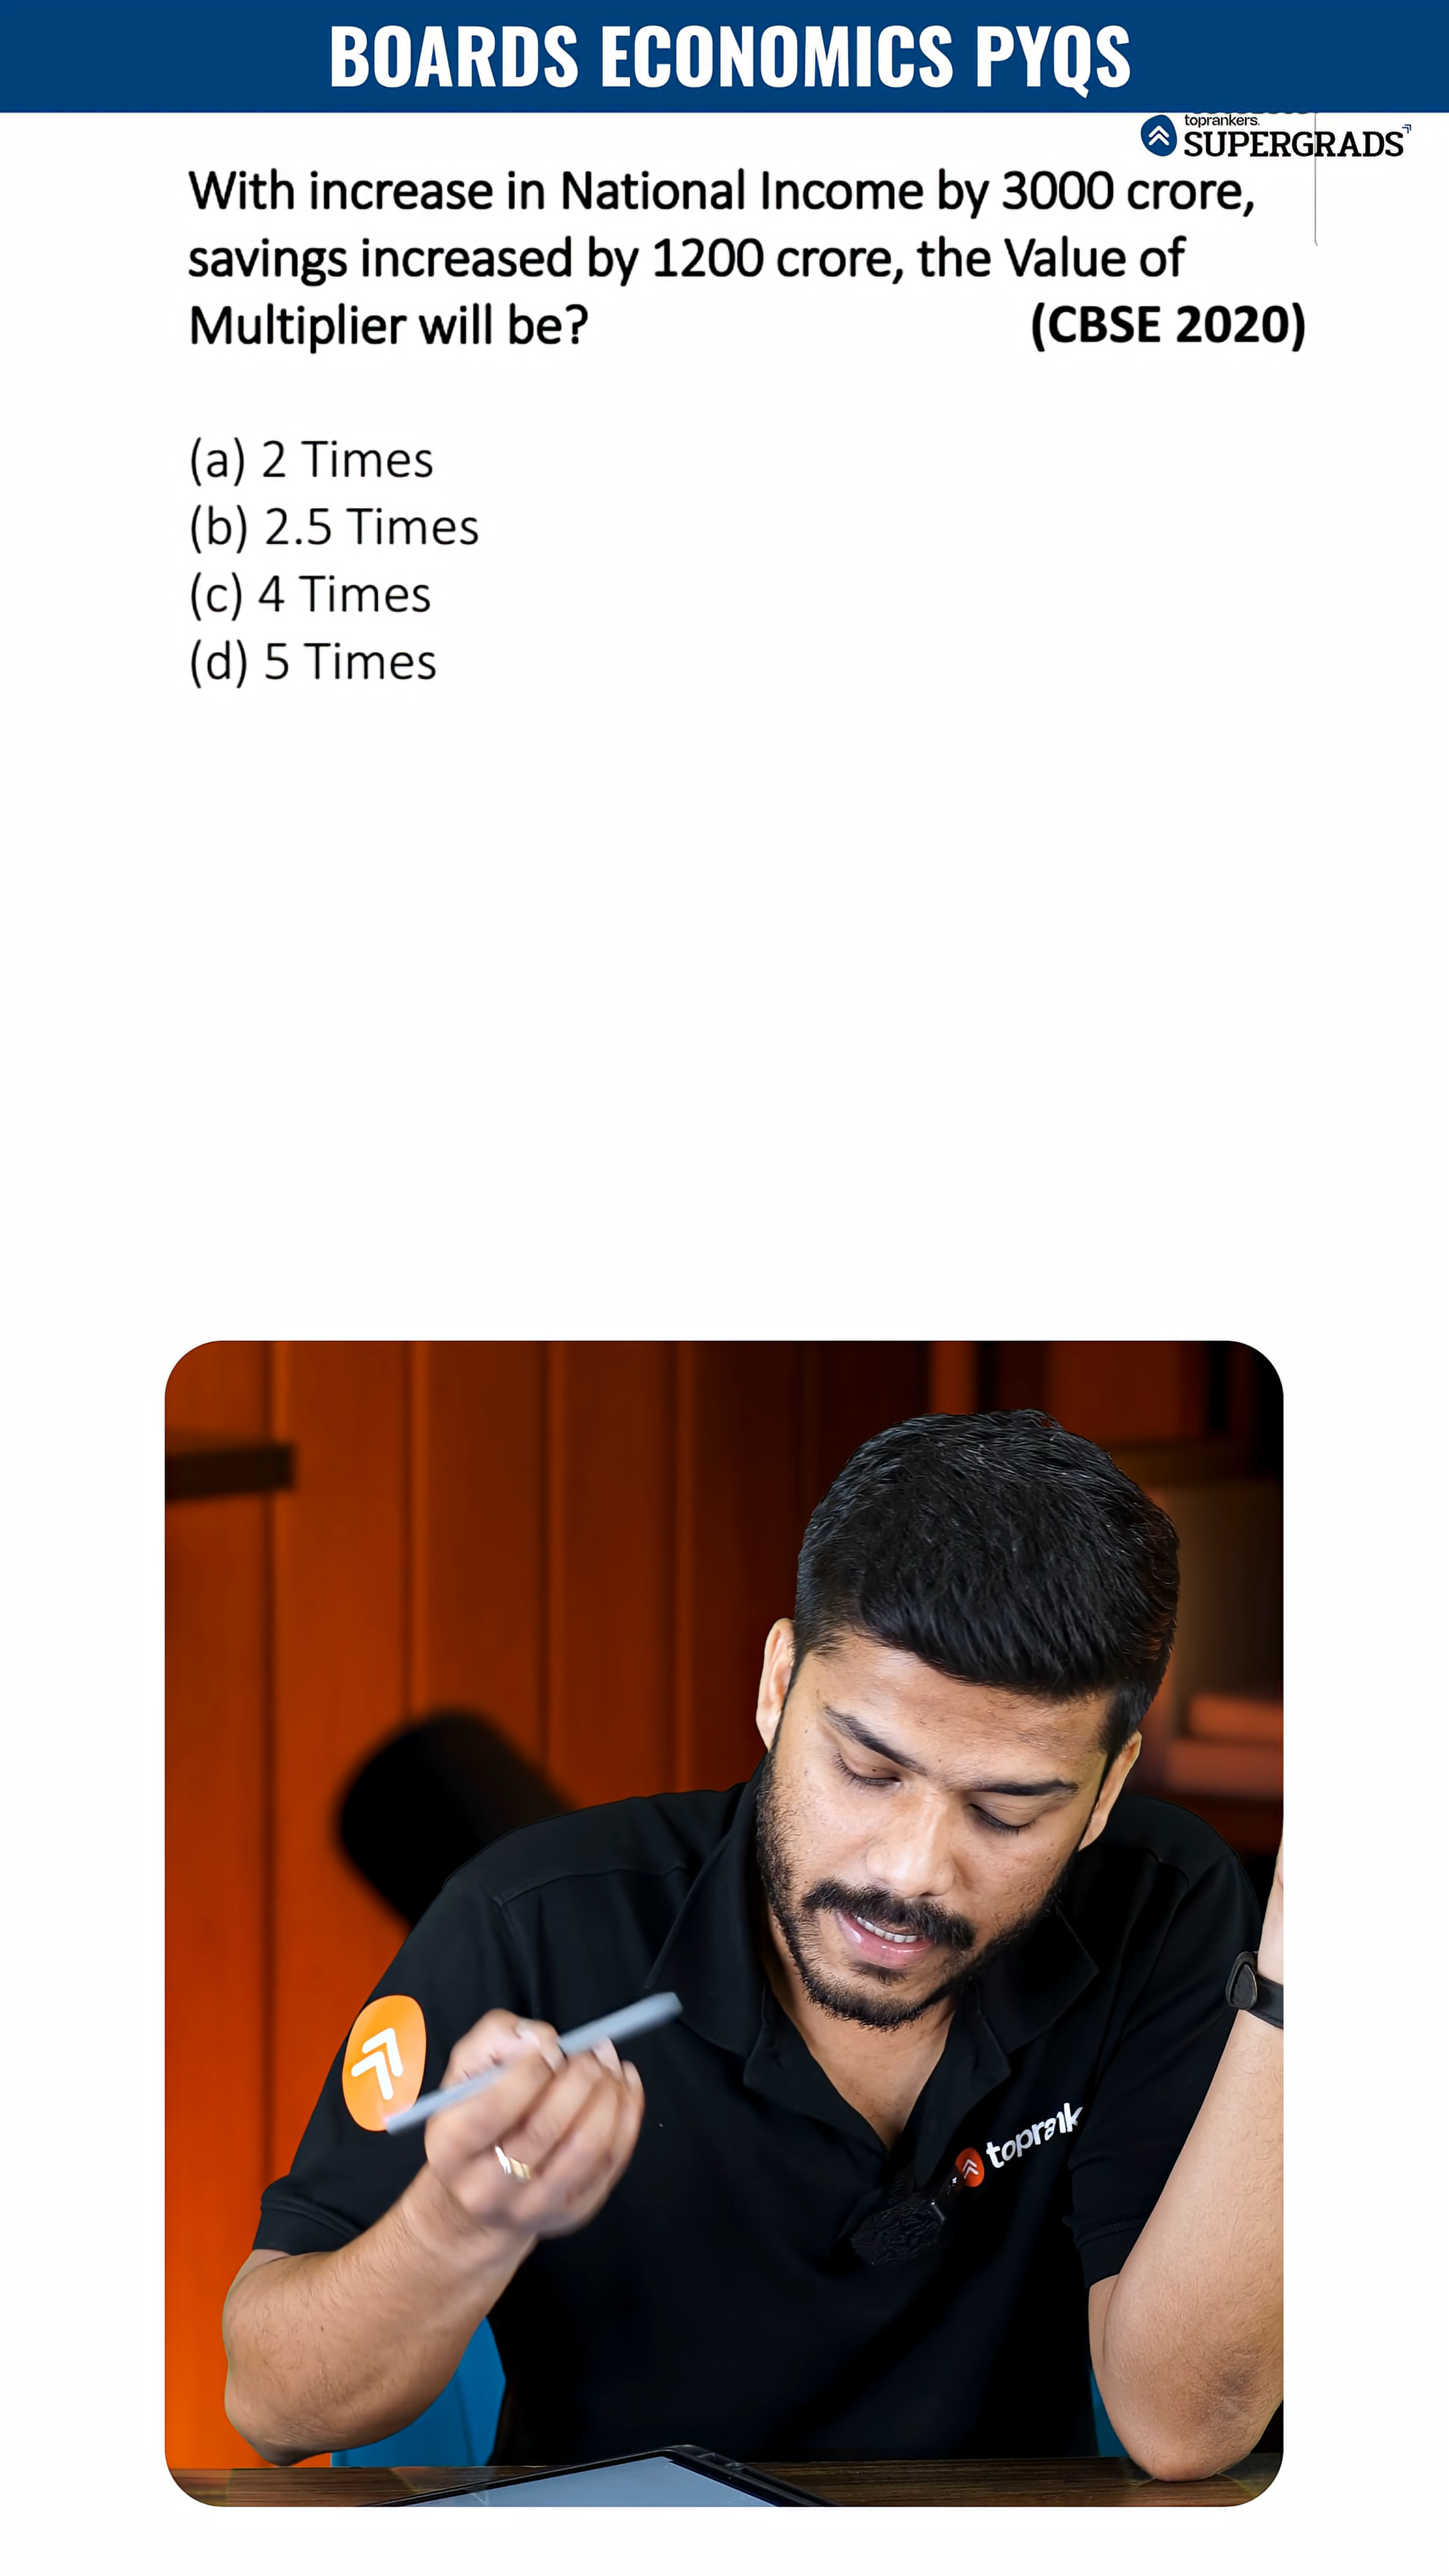 BOARDS ECONOMICS PYQS
toprankers.
SUPERGRADS
With increase in National Income by 3000 crore,
savings increased by 1200 crore, the Value of
Multiplier will be? (CBSE 2020)
(a) 2 Times
(b) 2.5 Times
(c) 4 Times
(d) 5 Times
toprank